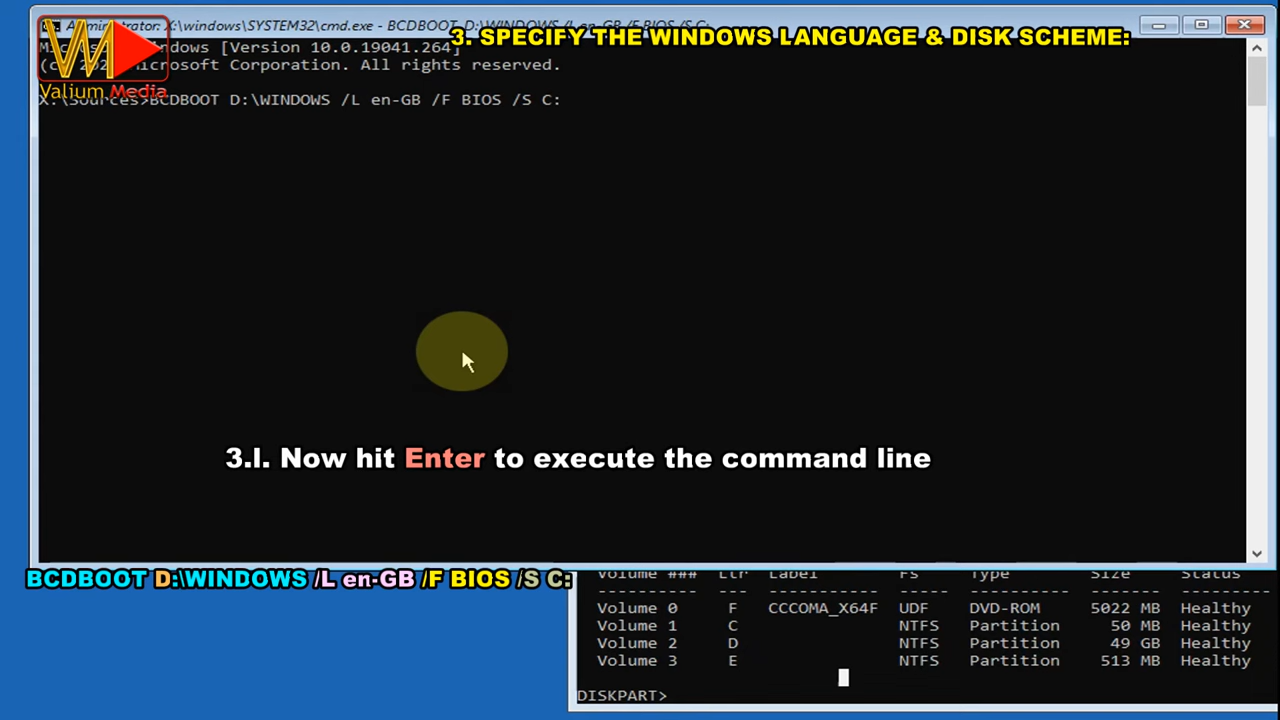 Administrator: X:\windows\SYSTEM32\cmd.exe - BCDBOOT D:\WINDOWS /L en-GB /F BIOS /S C:
3. SPECIFY THE WINDOWS LANGUAGE & DISK SCHEME:
Windows [Version 10.0.19041.264]
(c) Microsoft Corporation. All rights reserved.
VM
Valium Media
X:\Sources>BCDBOOT D:\WINDOWS /L en-GB /F BIOS /S C:
3.l. Now hit Enter to execute the command line
BCDBOOT D:\WINDOWS /L en-GB /F BIOS /S C:
Volume ### Ltr Label Fs Type Size Status
---------- --- ----------- ----- ---------- ------- ---------
Volume 0 F CCCOMA_X64F UDF DVD-ROM 5022 MB Healthy
Volume 1 C NTFS Partition 50 MB Healthy
Volume 2 D NTFS Partition 49 GB Healthy
Volume 3 E NTFS Partition 513 MB Healthy
DISKPART>